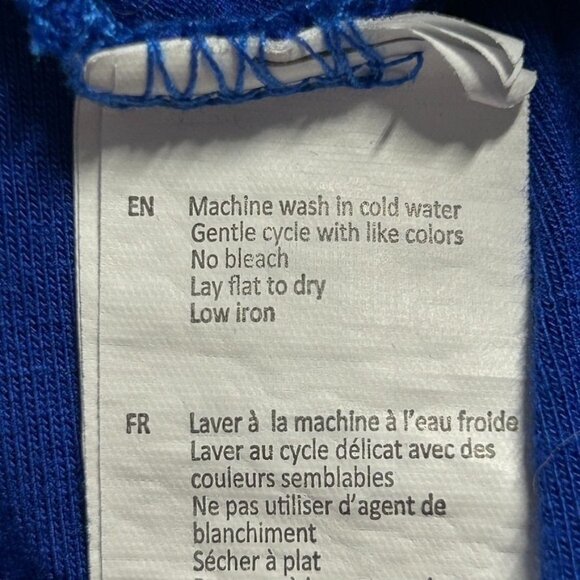 EN Machine wash in cold water
Gentle cycle with like colors
No bleach
Lay flat to dry
Low iron
FR Laver à la machine à l'eau froide
Laver au cycle délicat avec des
couleurs semblables
Ne pas utiliser d'agent de
blanchiment
Sécher à plat